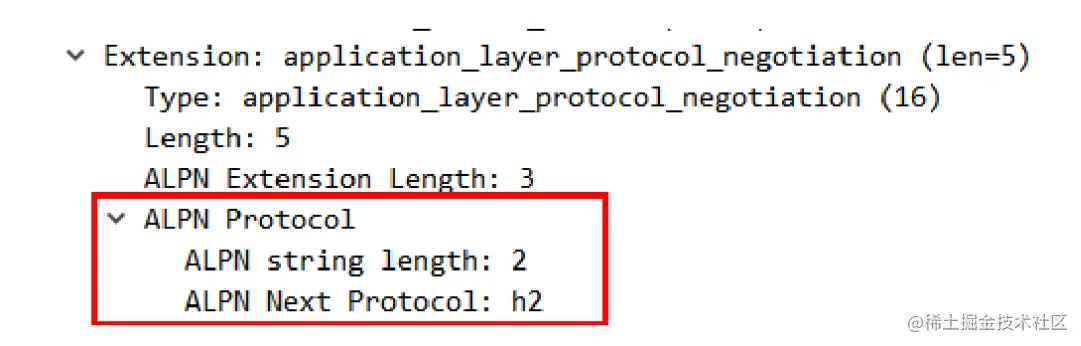 Extension: application_layer_protocol_negotiation (len=5)
Type: application_layer_protocol_negotiation (16)
Length: 5
ALPN Extension Length: 3
ALPN Protocol
ALPN string length: 2
ALPN Next Protocol: h2
@稀土掘金技术社区